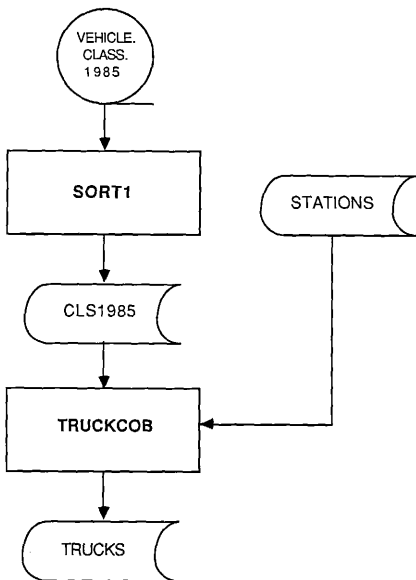 VEHICLE.
CLASS.
1985
SORT1
STATIONS
CLS1985
TRUCKCOB
TRUCKS